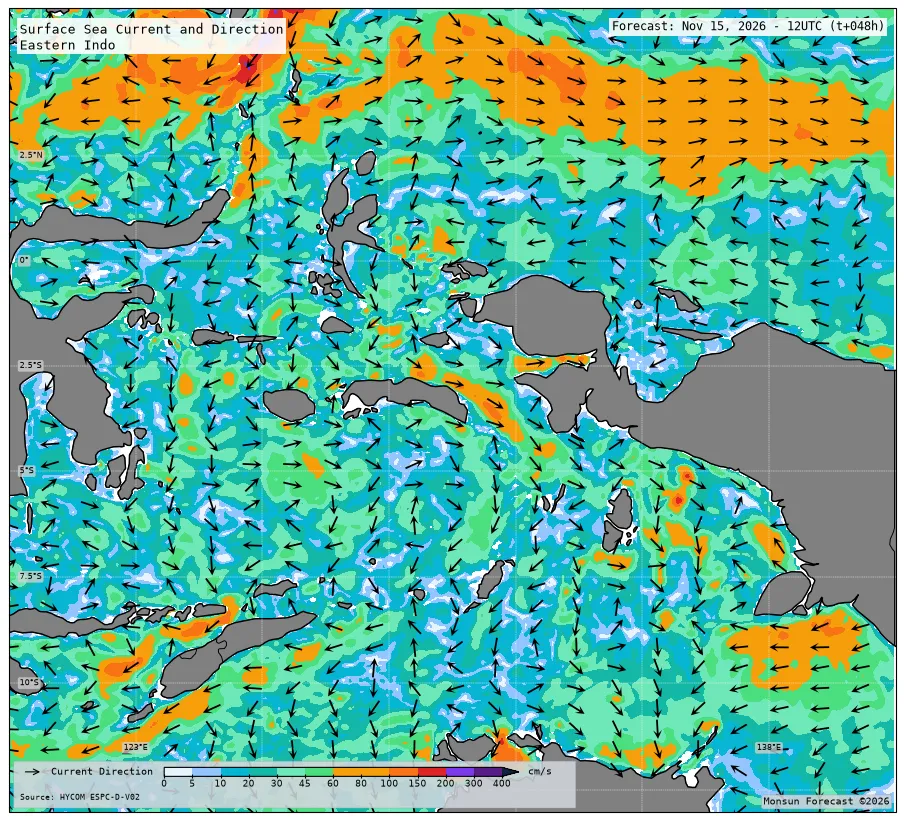 Surface Sea Current and Direction
Eastern Indo
Forecast: Nov 15, 2026 - 12UTC (t+048h)
2.5°N
0°
2.5°S
5°S
7.5°S
10°S
123°E
138°E
Current Direction
0 5 10 20 30 45 60 80 100 150 200 300 400
cm/s
Source: HYCOM ESPC-D-V02
Monsun Forecast ©2026